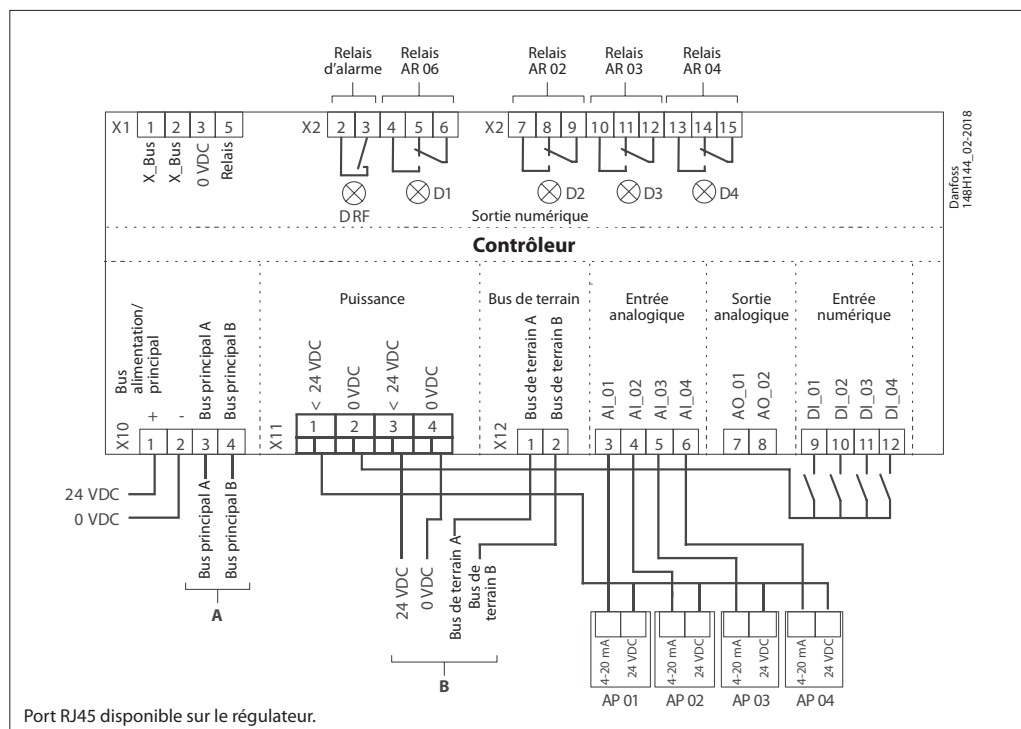 Relais d'alarme
Relais AR 06
Relais AR 02
Relais AR 03
Relais AR 04
X1 1 2 3 5
X2 2 3 4 5 6
X2 7 8 9 10 11 12 13 14 15
X_Bus
X_Bus
0 VDC
Relais
D RF
D1
D2
D3
D4
Sortie numérique
Danfoss
148H144_02-2018
Contrôleur
Bus alimentation/ principal
+
-
Bus principal A
Bus principal B
X10 1 2 3 4
Puissance
< 24 VDC
0 VDC
< 24 VDC
0 VDC
X11 1 2 3 4
Bus de terrain
Bus de terrain A
Bus de terrain B
X12 1 2
Entrée analogique
AI_01
AI_02
AI_03
AI_04
3 4 5 6
Sortie analogique
AO_01
AO_02
7 8
Entrée numérique
DI_01
DI_02
DI_03
DI_04
9 10 11 12
24 VDC
0 VDC
Bus principal A
Bus principal B
A
24 VDC
0 VDC
Bus de terrain A
Bus de terrain B
B
4-20 mA
24 VDC
AP 01
4-20 mA
24 VDC
AP 02
4-20 mA
24 VDC
AP 03
4-20 mA
24 VDC
AP 04
Port RJ45 disponible sur le régulateur.